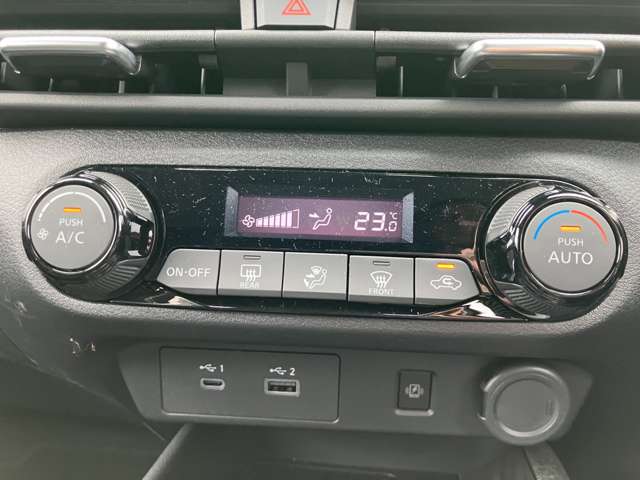 23.0 °C
PUSH
A/C
PUSH
AUTO
ON·OFF
REAR
FRONT
1
2